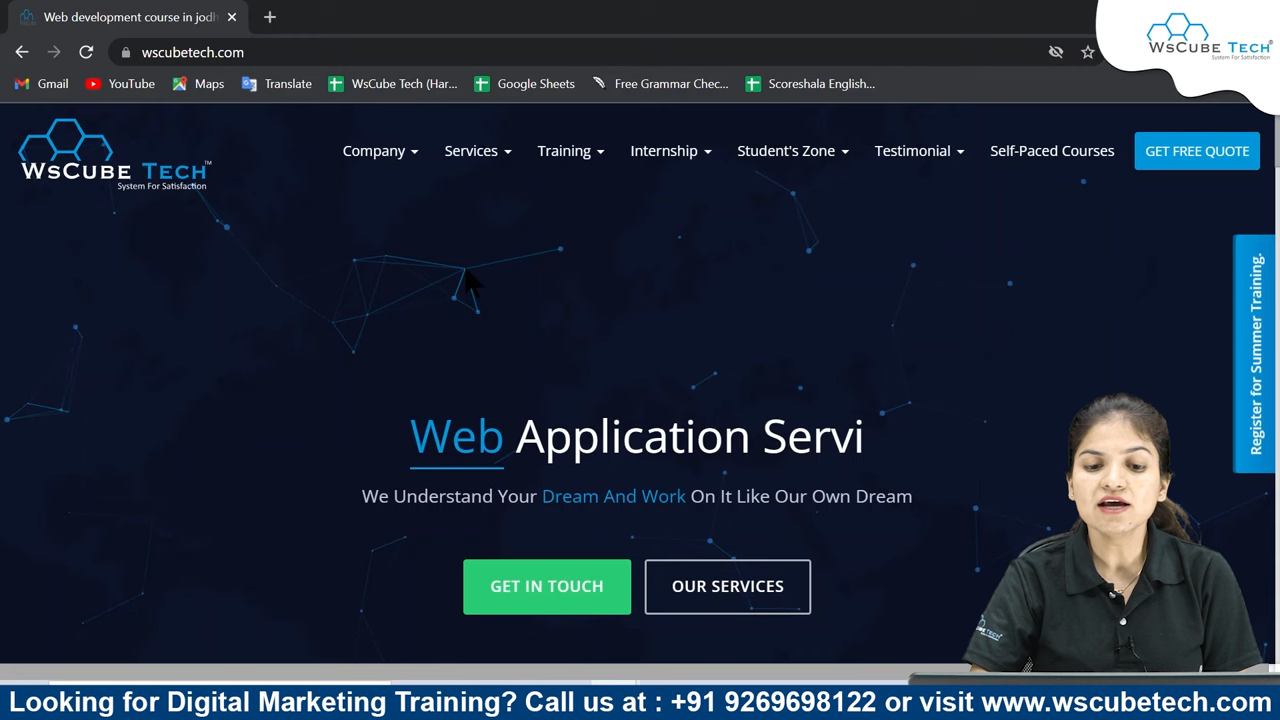 Web development course in jodh
wscubetech.com
WsCube Tech®
System For Satisfaction
Gmail
YouTube
Maps
Translate
WsCube Tech (Har...
Google Sheets
Free Grammar Chec...
Scoreshala English...
WsCube Tech™
System For Satisfaction
Company
Services
Training
Internship
Student's Zone
Testimonial
Self-Paced Courses
GET FREE QUOTE
Register for Summer Training.
Web Application Servi
We Understand Your Dream And Work On It Like Our Own Dream
GET IN TOUCH
OUR SERVICES
Looking for Digital Marketing Training? Call us at : +91 9269698122 or visit www.wscubetech.com